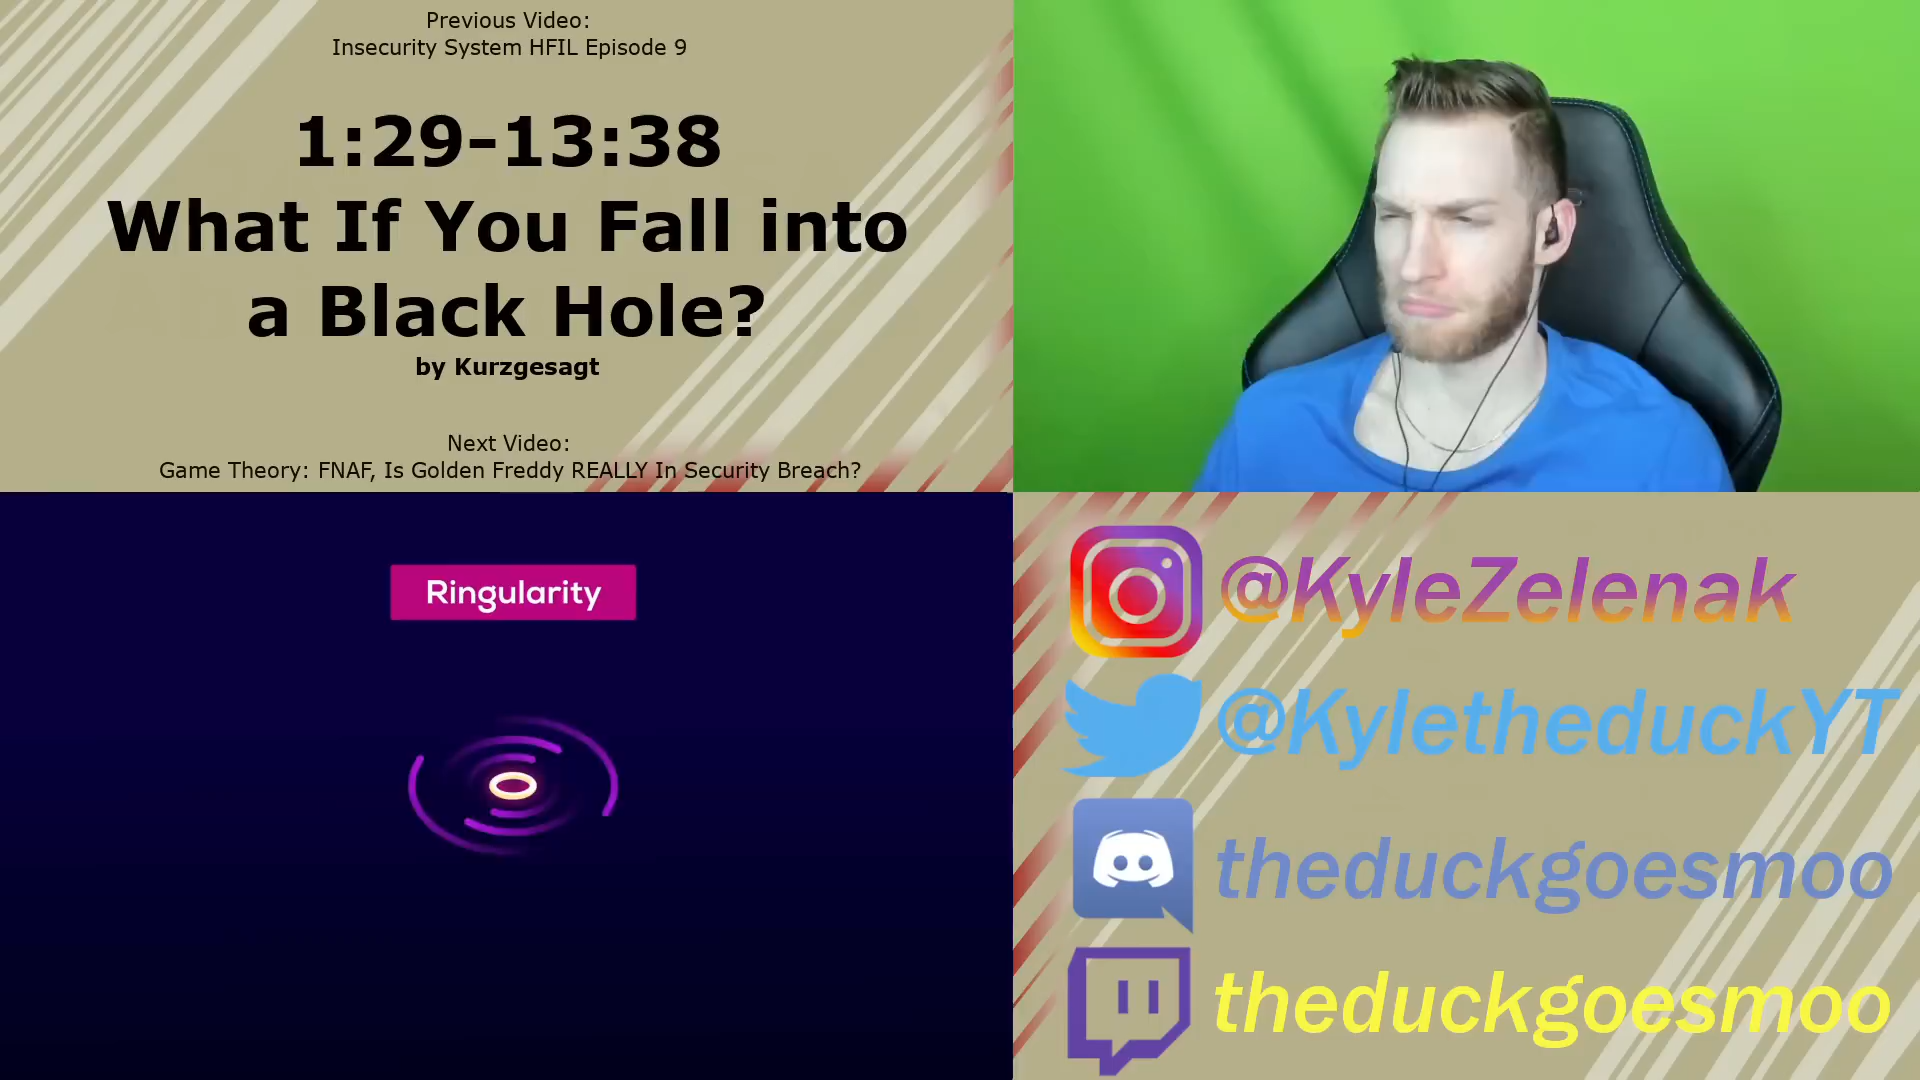 Previous Video:
Insecurity System HFIL Episode 9
1:29-13:38
What If You Fall into
a Black Hole?
by Kurzgesagt
Next Video:
Game Theory: FNAF, Is Golden Freddy REALLY In Security Breach?
Ringularity
@KyleZelenak
@KyletheduckYT
theduckgoesmoo
theduckgoesmoo